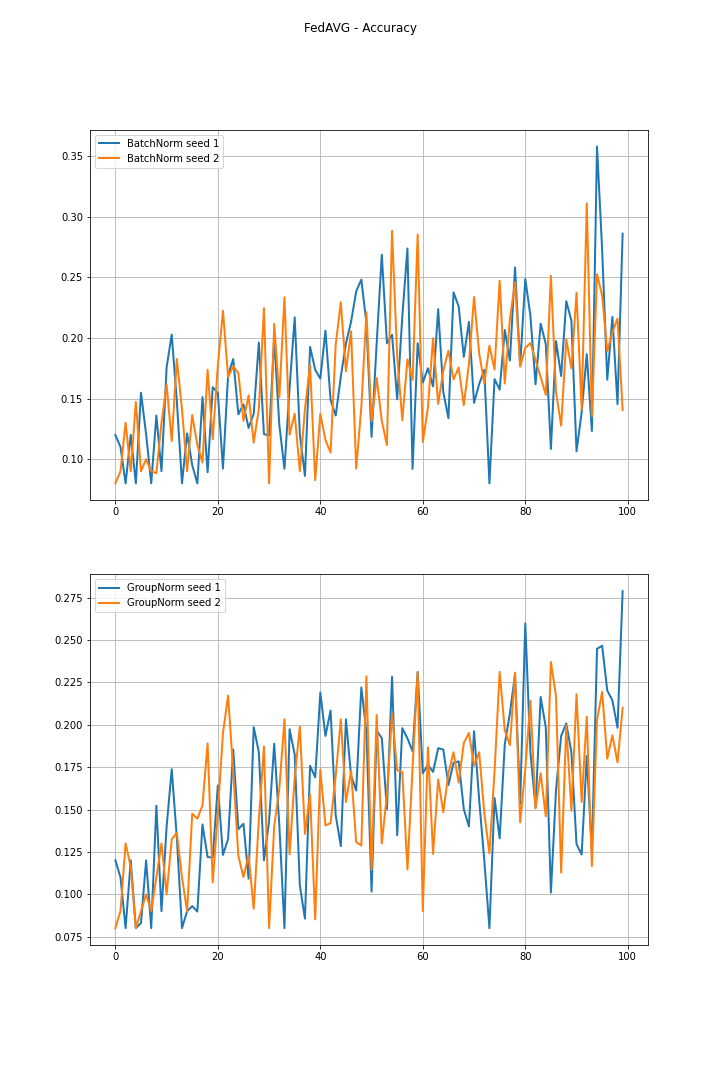 FedAVG - Accuracy
BatchNorm seed 1
BatchNorm seed 2
0.35
0.30
0.25
0.20
0.15
0.10
0 20 40 60 80 100
GroupNorm seed 1
GroupNorm seed 2
0.275
0.250
0.225
0.200
0.175
0.150
0.125
0.100
0.075
0 20 40 60 80 100